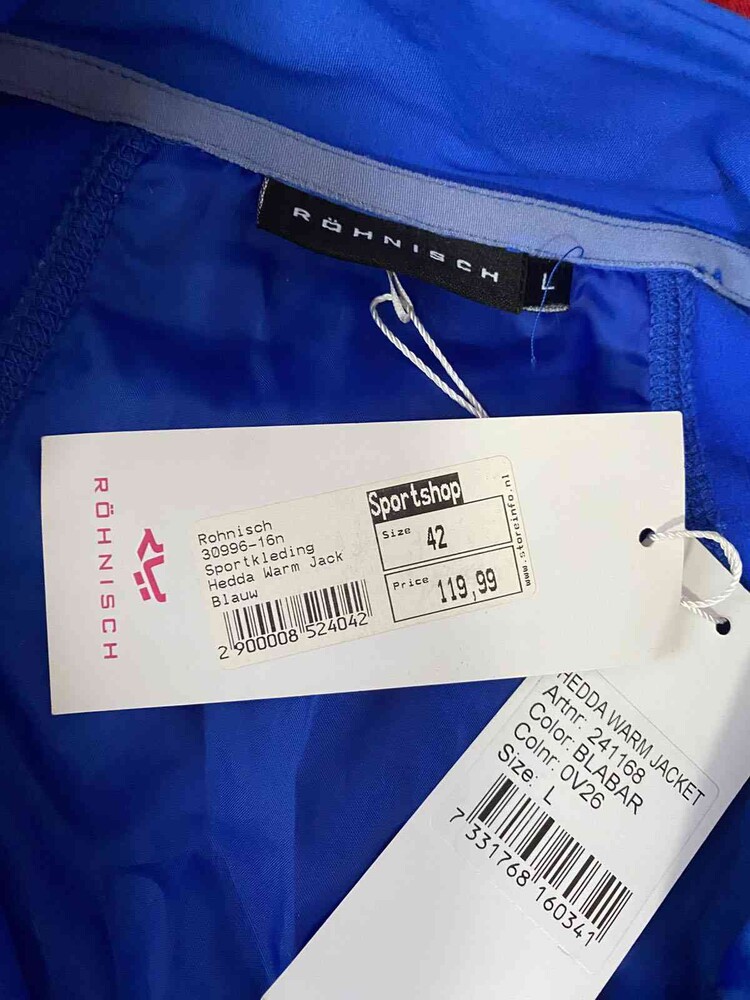 RÖHNISCH
L
RÖHNISCH
Rohnisch
30996-16n
Sportkleding
Hedda Warm Jack
Blauw
2 900008 524042
Sportshop
Size
42
Price
119,99
www.storeinfo.nl
HEDDA WARM JACKET
Artnr: 241168
Color: BLABAR
Colnr: 0V26
Size: L
7 331768 160341